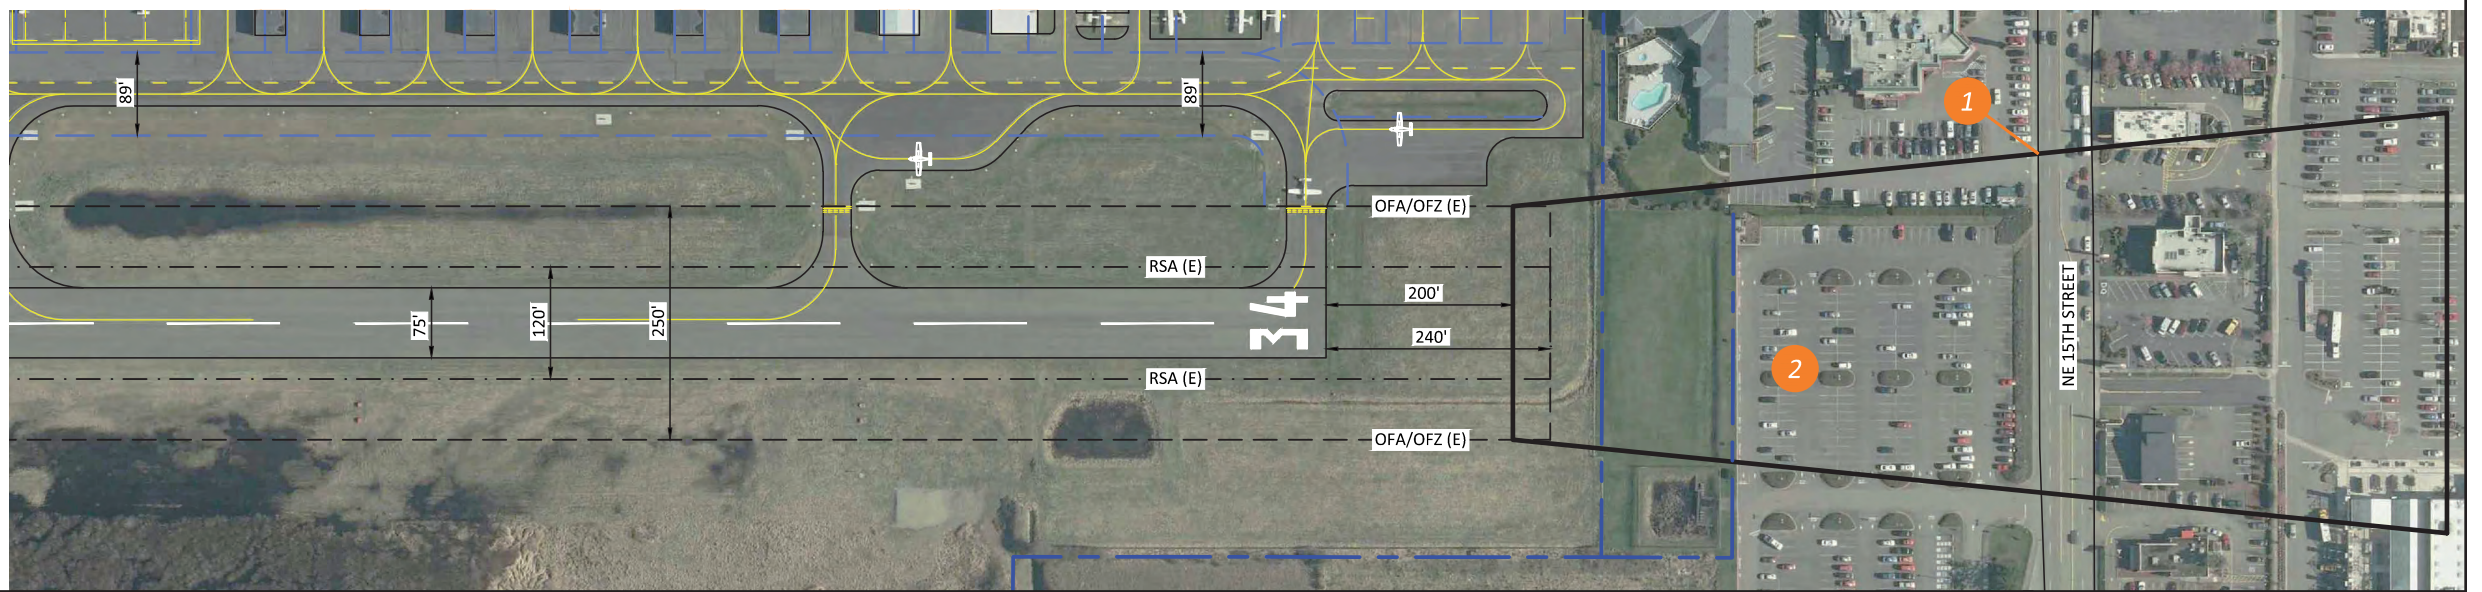 89'
89'
1
OFA/OFZ (E)
RSA (E)
200'
75'
120'
250'
34
240'
NE 15TH STREET
2
RSA (E)
OFA/OFZ (E)